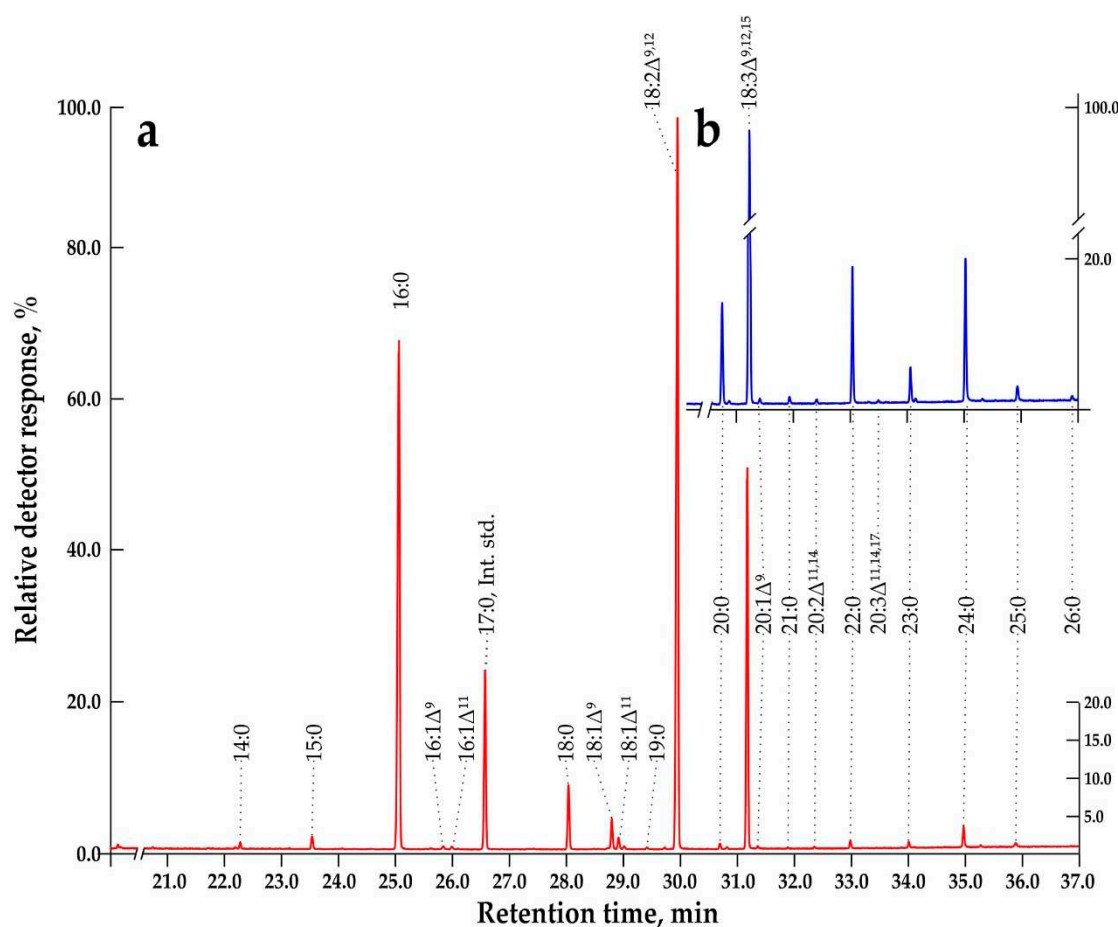 a
b
Relative detector response, %
100.0
80.0
60.0
40.0
20.0
0.0
14:0
15:0
16:0
16:1Δ⁹
16:1Δ¹¹
17:0, Int. std.
18:0
18:1Δ⁹
18:1Δ¹¹
19:0
18:2Δ⁹,¹²
18:3Δ⁹,¹²,¹⁵
100.0
20.0
20:0
20:1Δ⁹
21:0
20:2Δ¹¹,¹⁴
22:0
20:3Δ¹¹,¹⁴,¹⁷
23:0
24:0
25:0
26:0
20.0
15.0
10.0
5.0
21.0 22.0 23.0 24.0 25.0 26.0 27.0 28.0 29.0 30.0 31.0 32.0 33.0 34.0 35.0 36.0 37.0
Retention time, min